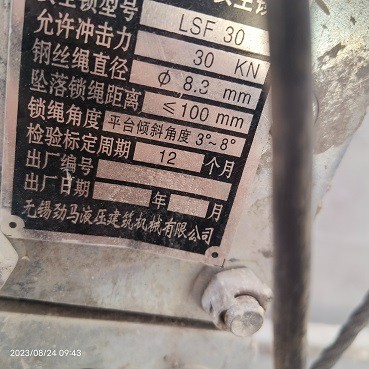 安全锁型号 LSF 30
允许冲击力 30 KN
钢丝绳直径 ϕ 8.3 mm
坠落锁绳距离 ≤100 mm
锁绳角度 平台倾斜角度 3°~8°
检验标定周期 12 个月
出厂编号
出厂日期 年 月
无锡劲马液压建筑机械有限公司
2023/08/24 09:43